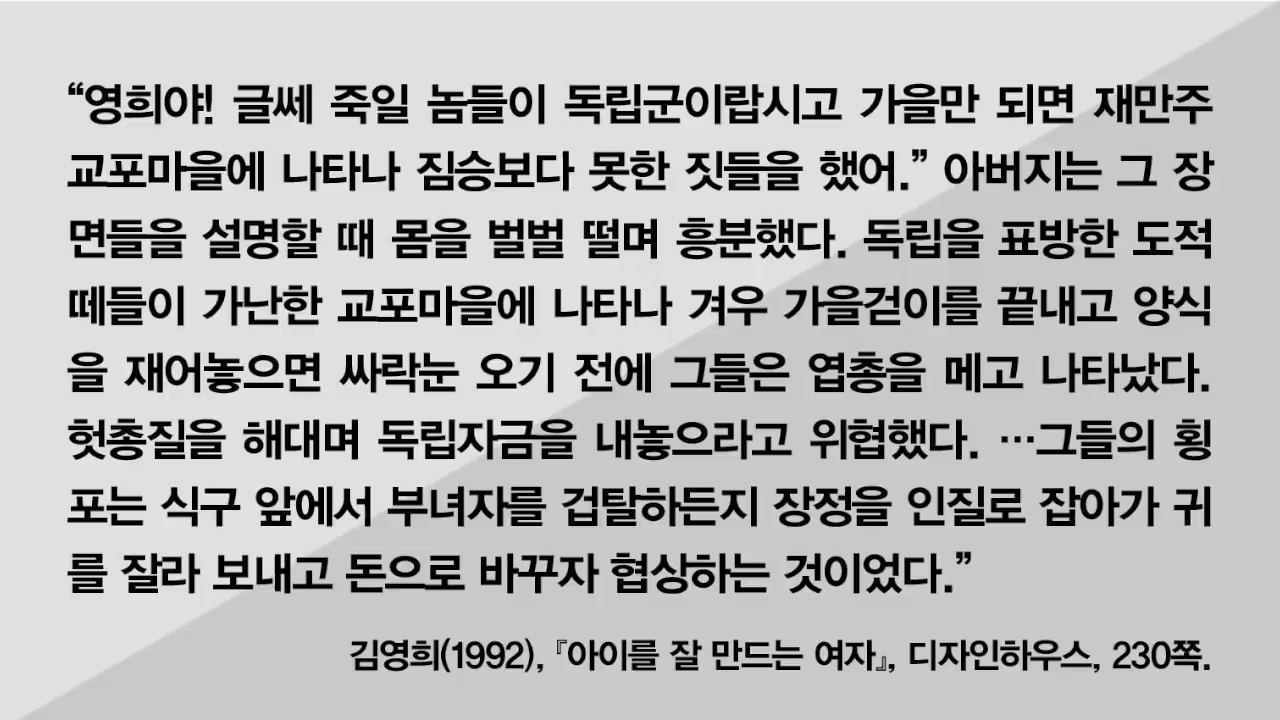 “영희야! 글쎄 죽일 놈들이 독립군이랍시고 가을만 되면 재만주
교포마을에 나타나 짐승보다 못한 짓들을 했어.” 아버지는 그 장
면들을 설명할 때 몸을 벌벌 떨며 흥분했다. 독립을 표방한 도적
떼들이 가난한 교포마을에 나타나 겨우 가을걷이를 끝내고 양식
을 재어놓으면 싸락눈 오기 전에 그들은 엽총을 메고 나타났다.
헛총질을 해대며 독립자금을 내놓으라고 위협했다. …그들의 횡
포는 식구 앞에서 부녀자를 겁탈하든지 장정을 인질로 잡아가 귀
를 잘라 보내고 돈으로 바꾸자 협상하는 것이었다.”
김영희(1992), 『아이를 잘 만드는 여자』, 디자인하우스, 230쪽.